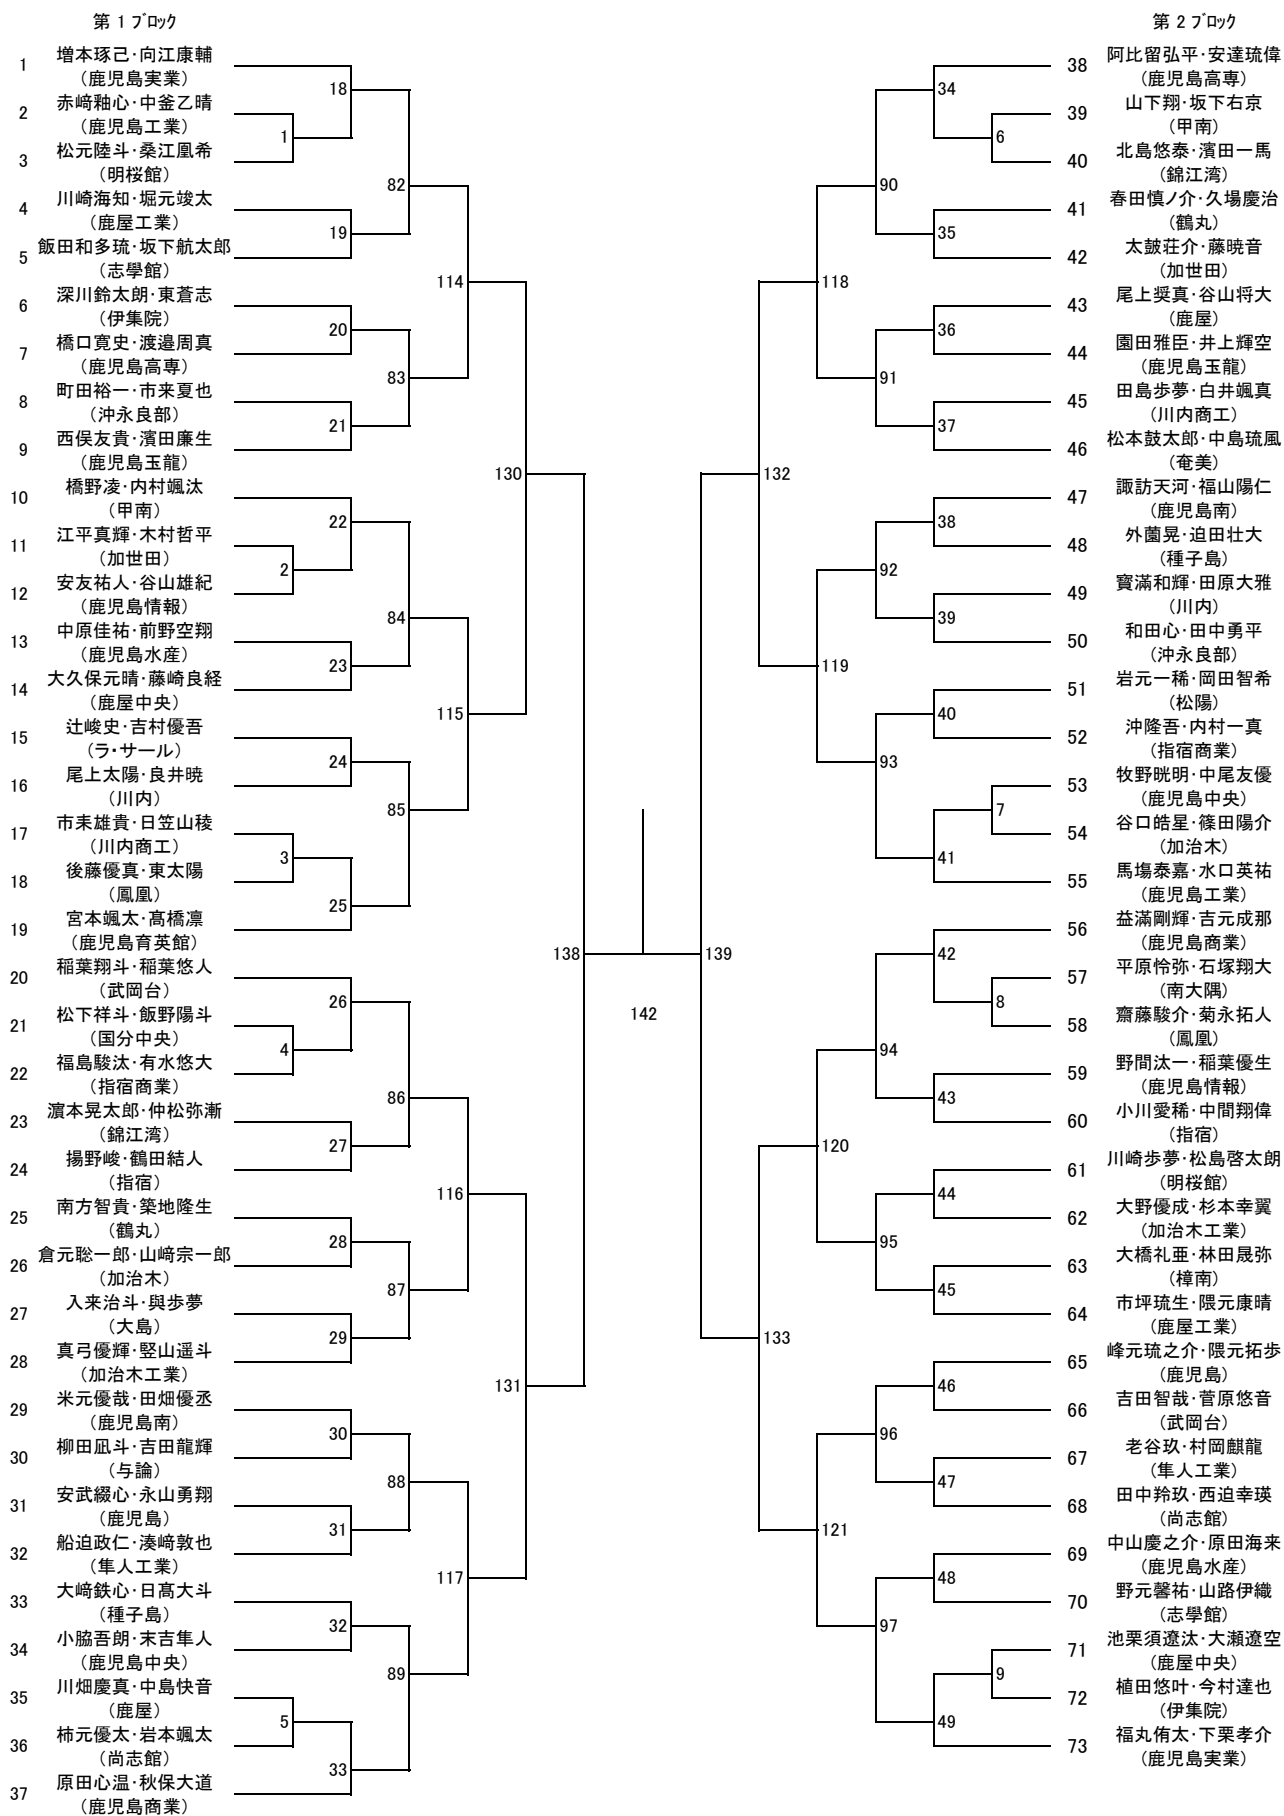 第１ブロック
1 増本琢己･向江康輔
(鹿児島実業)
2 赤﨑釉心･中釜乙晴
(鹿児島工業)
3 松元陸斗･桑江凰希
(明桜館)
4 川崎海知･堀元竣太
(鹿屋工業)
5 飯田和多琉･坂下航太郎
(志學館)
6 深川鈴太朗･東蒼志
(伊集院)
7 橋口寛史･渡邉周真
(鹿児島高専)
8 町田裕一･市来夏也
(沖永良部)
9 西俣友貴･濱田廉生
(鹿児島玉龍)
10 橋野凌･内村颯汰
(甲南)
11 江平真輝･木村哲平
(加世田)
12 安友祐人･谷山雄紀
(鹿児島情報)
13 中原佳祐･前野空翔
(鹿児島水産)
14 大久保元晴･藤崎良経
(鹿屋中央)
15 辻峻史･吉村優吾
(ラ･サール)
16 尾上太陽･良井暁
(川内)
17 市耒雄貴･日笠山稜
(川内商工)
18 後藤優真･東太陽
(鳳凰)
19 宮本颯太･髙橋凛
(鹿児島育英館)
20 稲葉翔斗･稲葉悠人
(武岡台)
21 松下祥斗･飯野陽斗
(国分中央)
22 福島駿汰･有水悠大
(指宿商業)
23 濵本晃太郎･仲松弥漸
(錦江湾)
24 揚野峻･鶴田結人
(指宿)
25 南方智貴･築地隆生
(鶴丸)
26 倉元聡一郎･山﨑宗一郎
(加治木)
27 入来治斗･與歩夢
(大島)
28 真弓優輝･竪山遥斗
(加治木工業)
29 米元優哉･田畑優丞
(鹿児島南)
30 柳田凪斗･吉田龍輝
(与論)
31 安武綴心･永山勇翔
(鹿児島)
32 船迫政仁･湊﨑敦也
(隼人工業)
33 大﨑鉄心･日髙大斗
(種子島)
34 小脇吾朗･末吉隼人
(鹿児島中央)
35 川畑慶真･中島快音
(鹿屋)
36 柿元優太･岩本颯太
(尚志館)
37 原田心温･秋保大道
(鹿児島商業)
1
2
3
4
5
18
19
20
21
22
23
24
25
26
27
28
29
30
31
32
33
82
83
84
85
86
87
88
89
114
115
116
117
130
131
138
142
139
132
133
118
119
120
121
90
91
92
93
94
95
96
97
34
35
36
37
38
39
40
41
42
43
44
45
46
47
48
49
6
7
8
9
第２ブロック
38 阿比留弘平･安達琉偉
(鹿児島高専)
39 山下翔･坂下右京
(甲南)
40 北島悠泰･濱田一馬
(錦江湾)
41 春田慎ノ介･久場慶治
(鶴丸)
42 太皷荘介･藤暁音
(加世田)
43 尾上奨真･谷山将大
(鹿屋)
44 園田雅臣･井上輝空
(鹿児島玉龍)
45 田島歩夢･白井颯真
(川内商工)
46 松本鼓太郎･中島琉風
(奄美)
47 諏訪天河･福山陽仁
(鹿児島南)
48 外薗晃･迫田壮大
(種子島)
49 寳滿和輝･田原大雅
(川内)
50 和田心･田中勇平
(沖永良部)
51 岩元一稀･岡田智希
(松陽)
52 沖隆吾･内村一真
(指宿商業)
53 牧野晄明･中尾友優
(鹿児島中央)
54 谷口皓星･篠田陽介
(加治木)
55 馬塲泰嘉･水口英祐
(鹿児島工業)
56 益滿剛輝･吉元成那
(鹿児島商業)
57 平原怜弥･石塚翔大
(南大隅)
58 齋藤駿介･菊永拓人
(鳳凰)
59 野間汰一･稲葉優生
(鹿児島情報)
60 小川愛稀･中間翔偉
(指宿)
61 川崎歩夢･松島啓太朗
(明桜館)
62 大野優成･杉本幸翼
(加治木工業)
63 大橋礼亜･林田晟弥
(樟南)
64 市坪琉生･隈元康晴
(鹿屋工業)
65 峰元琉之介･隈元拓歩
(鹿児島)
66 吉田智哉･菅原悠音
(武岡台)
67 老谷玖･村岡麒龍
(隼人工業)
68 田中羚玖･西迫幸瑛
(尚志館)
69 中山慶之介･原田海来
(鹿児島水産)
70 野元馨祐･山路伊織
(志學館)
71 池栗須遼汰･大瀬遼空
(鹿屋中央)
72 植田悠叶･今村達也
(伊集院)
73 福丸侑太･下栗孝介
(鹿児島実業)